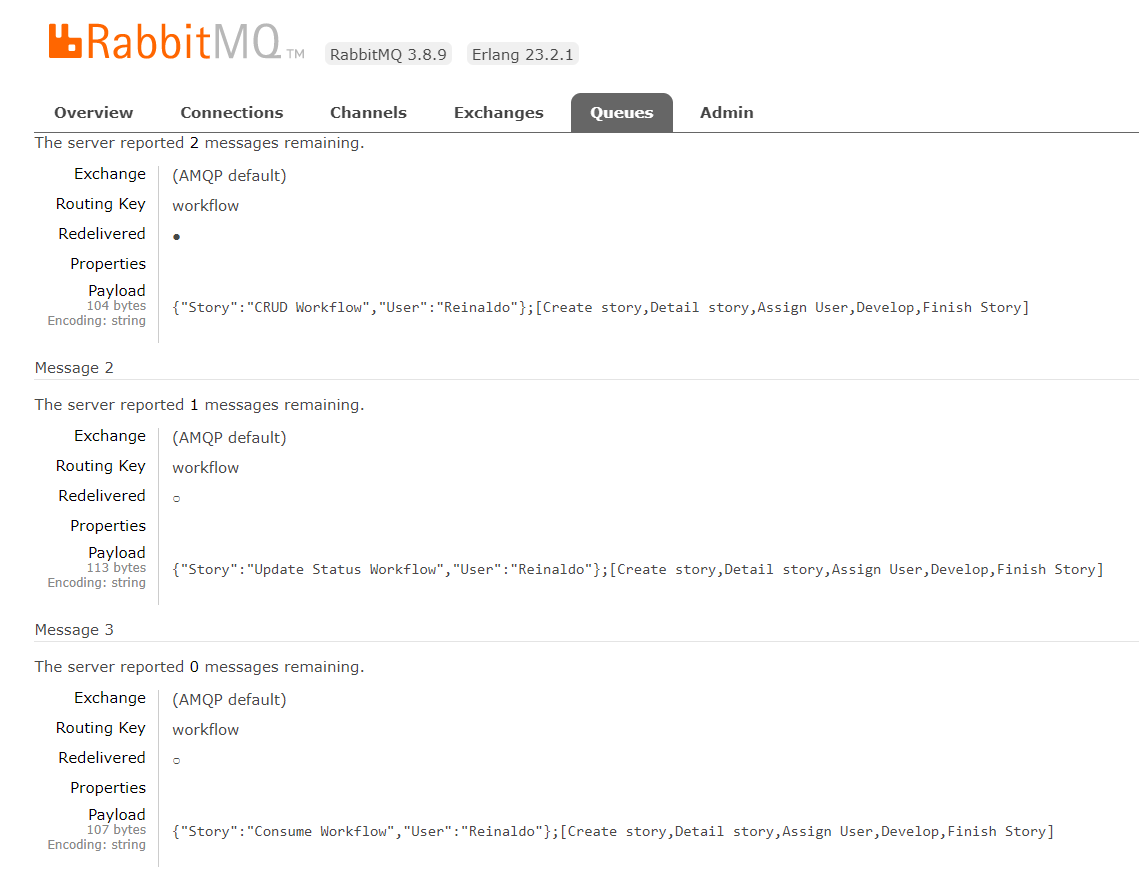 RabbitMQ TM RabbitMQ 3.8.9 Erlang 23.2.1
Overview Connections Channels Exchanges Queues Admin
The server reported 2 messages remaining.
Exchange (AMQP default)
Routing Key workflow
Redelivered ●
Properties
Payload
104 bytes
Encoding: string
{"Story":"CRUD Workflow","User":"Reinaldo"};[Create story,Detail story,Assign User,Develop,Finish Story]
Message 2
The server reported 1 messages remaining.
Exchange (AMQP default)
Routing Key workflow
Redelivered ○
Properties
Payload
113 bytes
Encoding: string
{"Story":"Update Status Workflow","User":"Reinaldo"};[Create story,Detail story,Assign User,Develop,Finish Story]
Message 3
The server reported 0 messages remaining.
Exchange (AMQP default)
Routing Key workflow
Redelivered ○
Properties
Payload
107 bytes
Encoding: string
{"Story":"Consume Workflow","User":"Reinaldo"};[Create story,Detail story,Assign User,Develop,Finish Story]